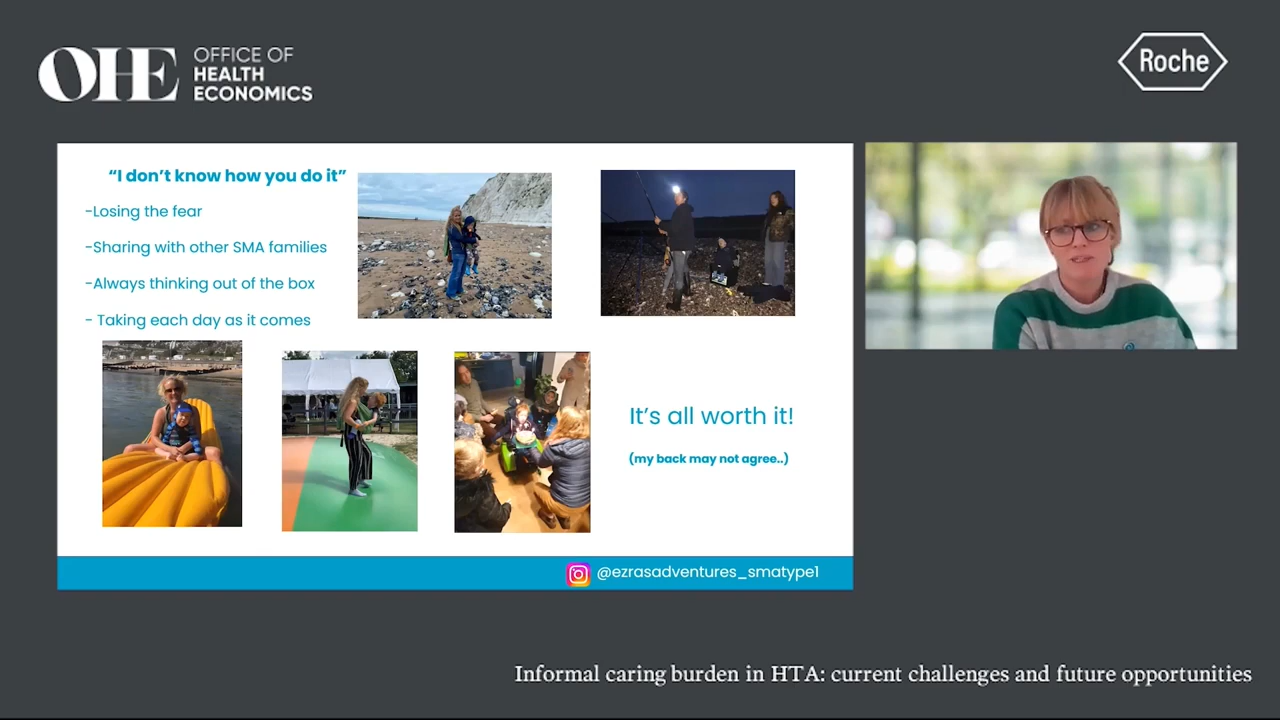 OHE
OFFICE OF
HEALTH
ECONOMICS
Roche
“I don’t know how you do it”
-Losing the fear
-Sharing with other SMA families
-Always thinking out of the box
- Taking each day as it comes
It’s all worth it!
(my back may not agree..)
@ezrasadventures_smatype1
Informal caring burden in HTA: current challenges and future opportunities